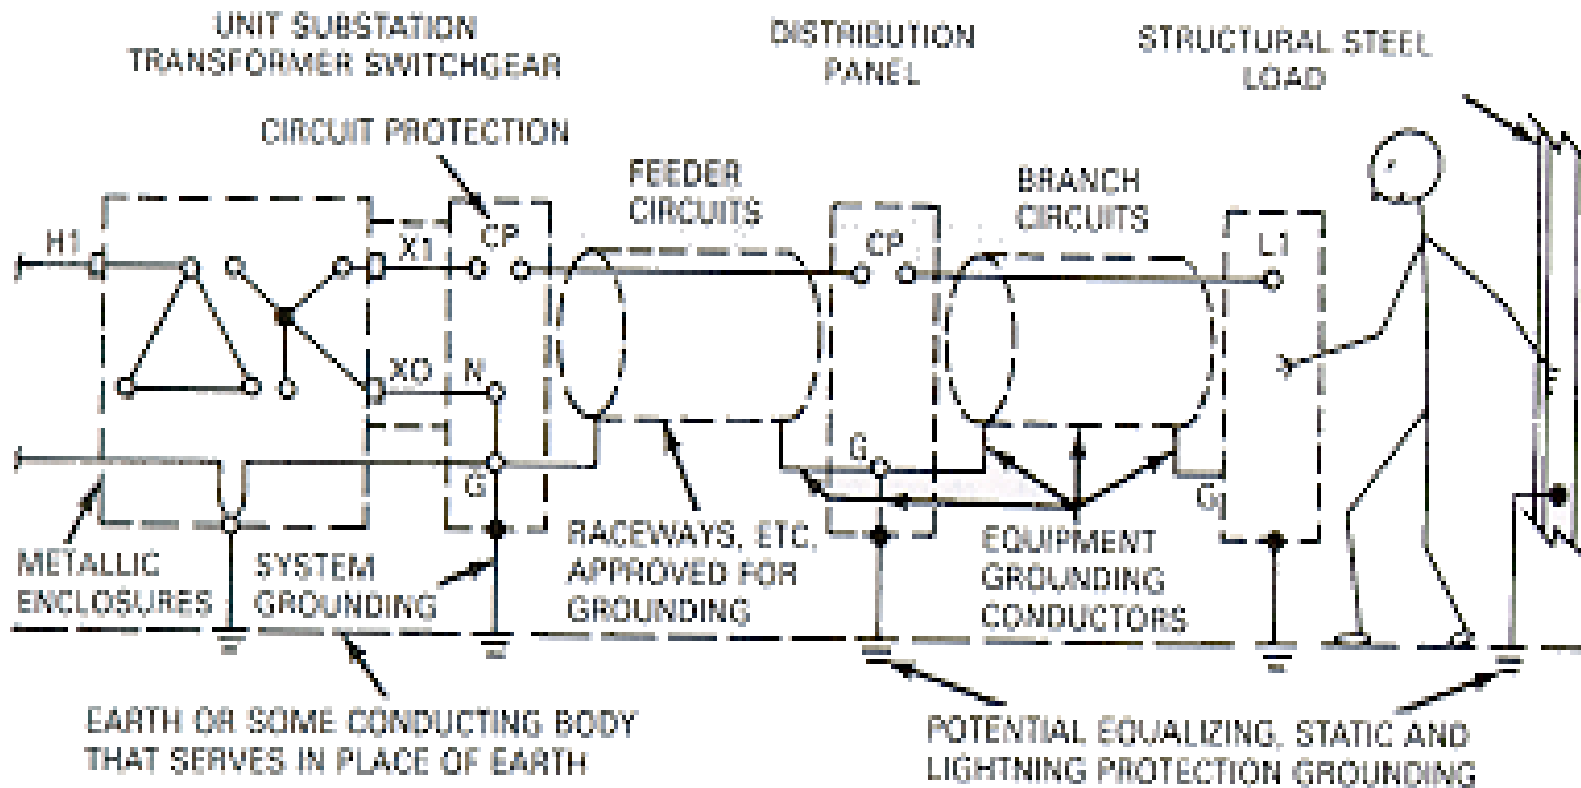 UNIT SUBSTATION
TRANSFORMER SWITCHGEAR
DISTRIBUTION
PANEL
STRUCTURAL STEEL
LOAD
CIRCUIT PROTECTION
FEEDER
CIRCUITS
BRANCH
CIRCUITS
H1
X1
CP
CP
L1
XO
N
G
G
G
METALLIC
ENCLOSURES
SYSTEM
GROUNDING
RACEWAYS, ETC.
APPROVED FOR
GROUNDING
EQUIPMENT
GROUNDING
CONDUCTORS
EARTH OR SOME CONDUCTING BODY
THAT SERVES IN PLACE OF EARTH
POTENTIAL EQUALIZING, STATIC AND
LIGHTNING PROTECTION GROUNDING